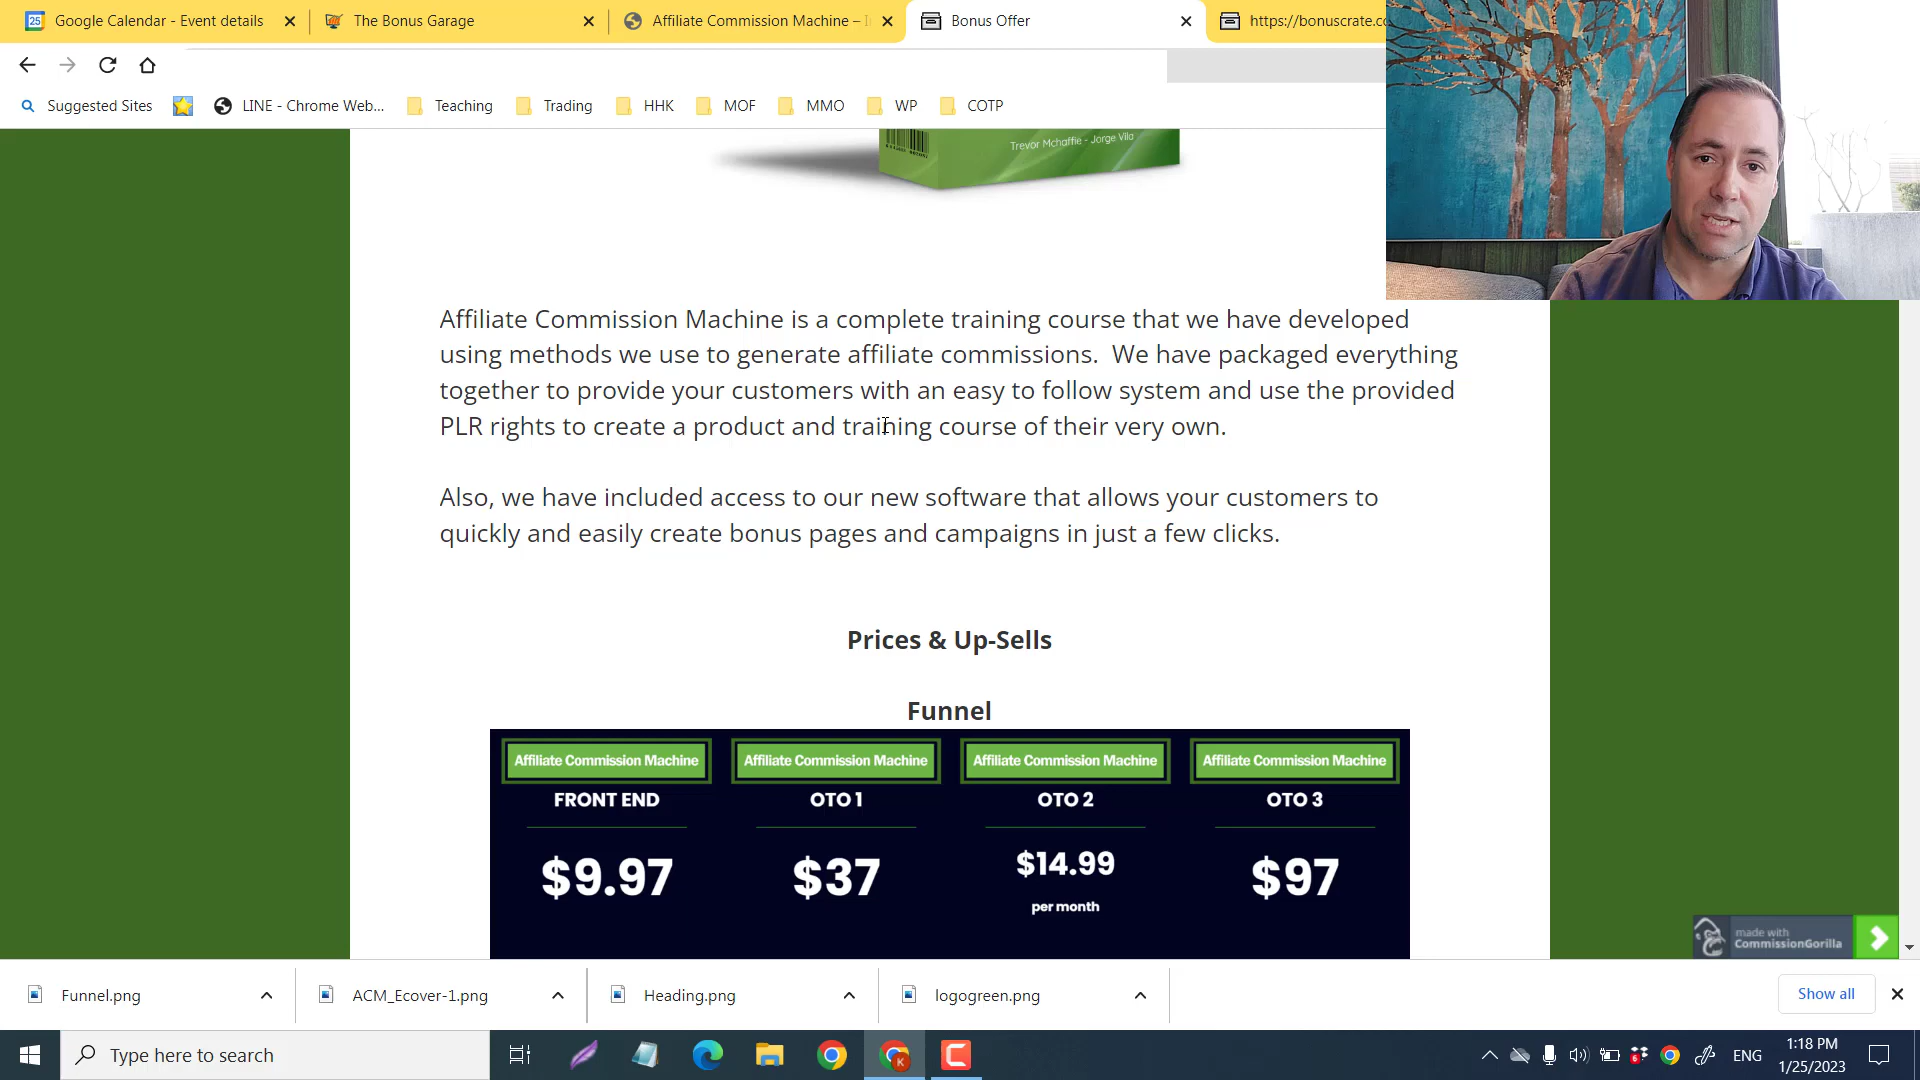 Google Calendar - Event details
The Bonus Garage
Affiliate Commission Machine –
Bonus Offer
https://bonuscrate.co
Suggested Sites
LINE - Chrome Web...
Teaching
Trading
HHK
MOF
MMO
WP
COTP
Trevor Mchaffie - Jorge Vila
Affiliate Commission Machine is a complete training course that we have developed
using methods we use to generate affiliate commissions.  We have packaged everything
together to provide your customers with an easy to follow system and use the provided
PLR rights to create a product and training course of their very own.
Also, we have included access to our new software that allows your customers to
quickly and easily create bonus pages and campaigns in just a few clicks.
Prices & Up-Sells
Funnel
Affiliate Commission Machine
Affiliate Commission Machine
Affiliate Commission Machine
Affiliate Commission Machine
FRONT END
OTO 1
OTO 2
OTO 3
$9.97
$37
$14.99
$97
per month
made with
CommissionGorilla
Funnel.png
ACM_Ecover-1.png
Heading.png
logogreen.png
Show all
Type here to search
ENG
1:18 PM
1/25/2023